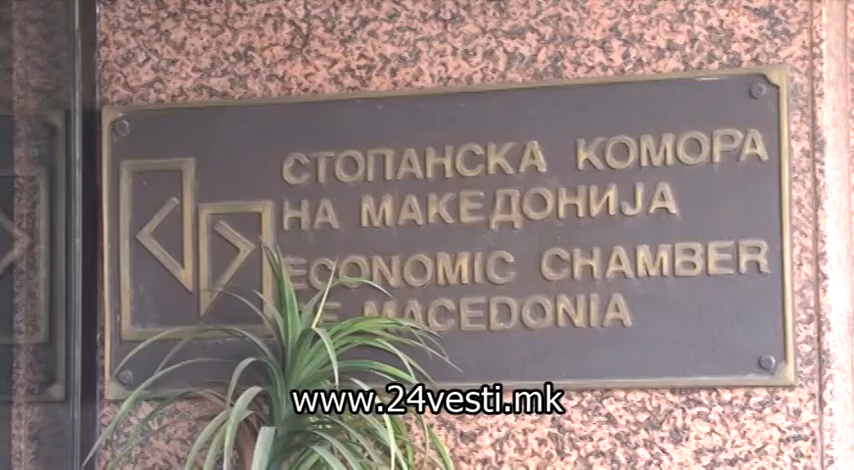 СТОПАНСКА КОМОРА
НА МАКЕДОНИЈА
ECONOMIC CHAMBER
MACEDONIA
www.24vesti.mk